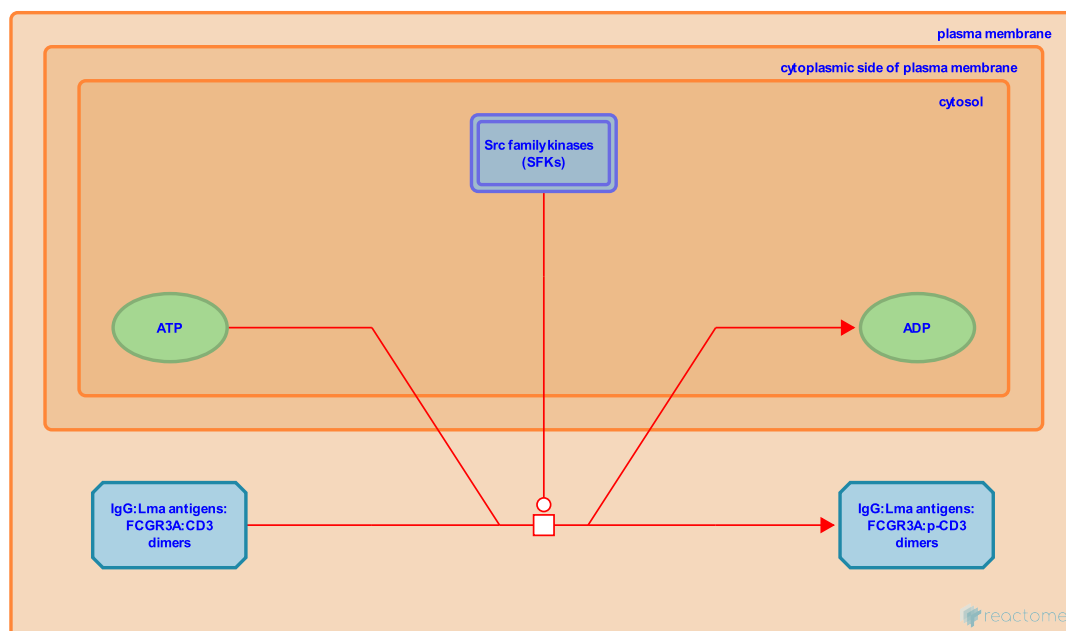 plasma membrane
cytoplasmic side of plasma membrane
cytosol
Src family kinases
(SFKs)
ATP
ADP
IgG:Lma antigens:
FCGR3A:CD3
dimers
IgG:Lma antigens:
FCGR3A:p-CD3
dimers
reactome